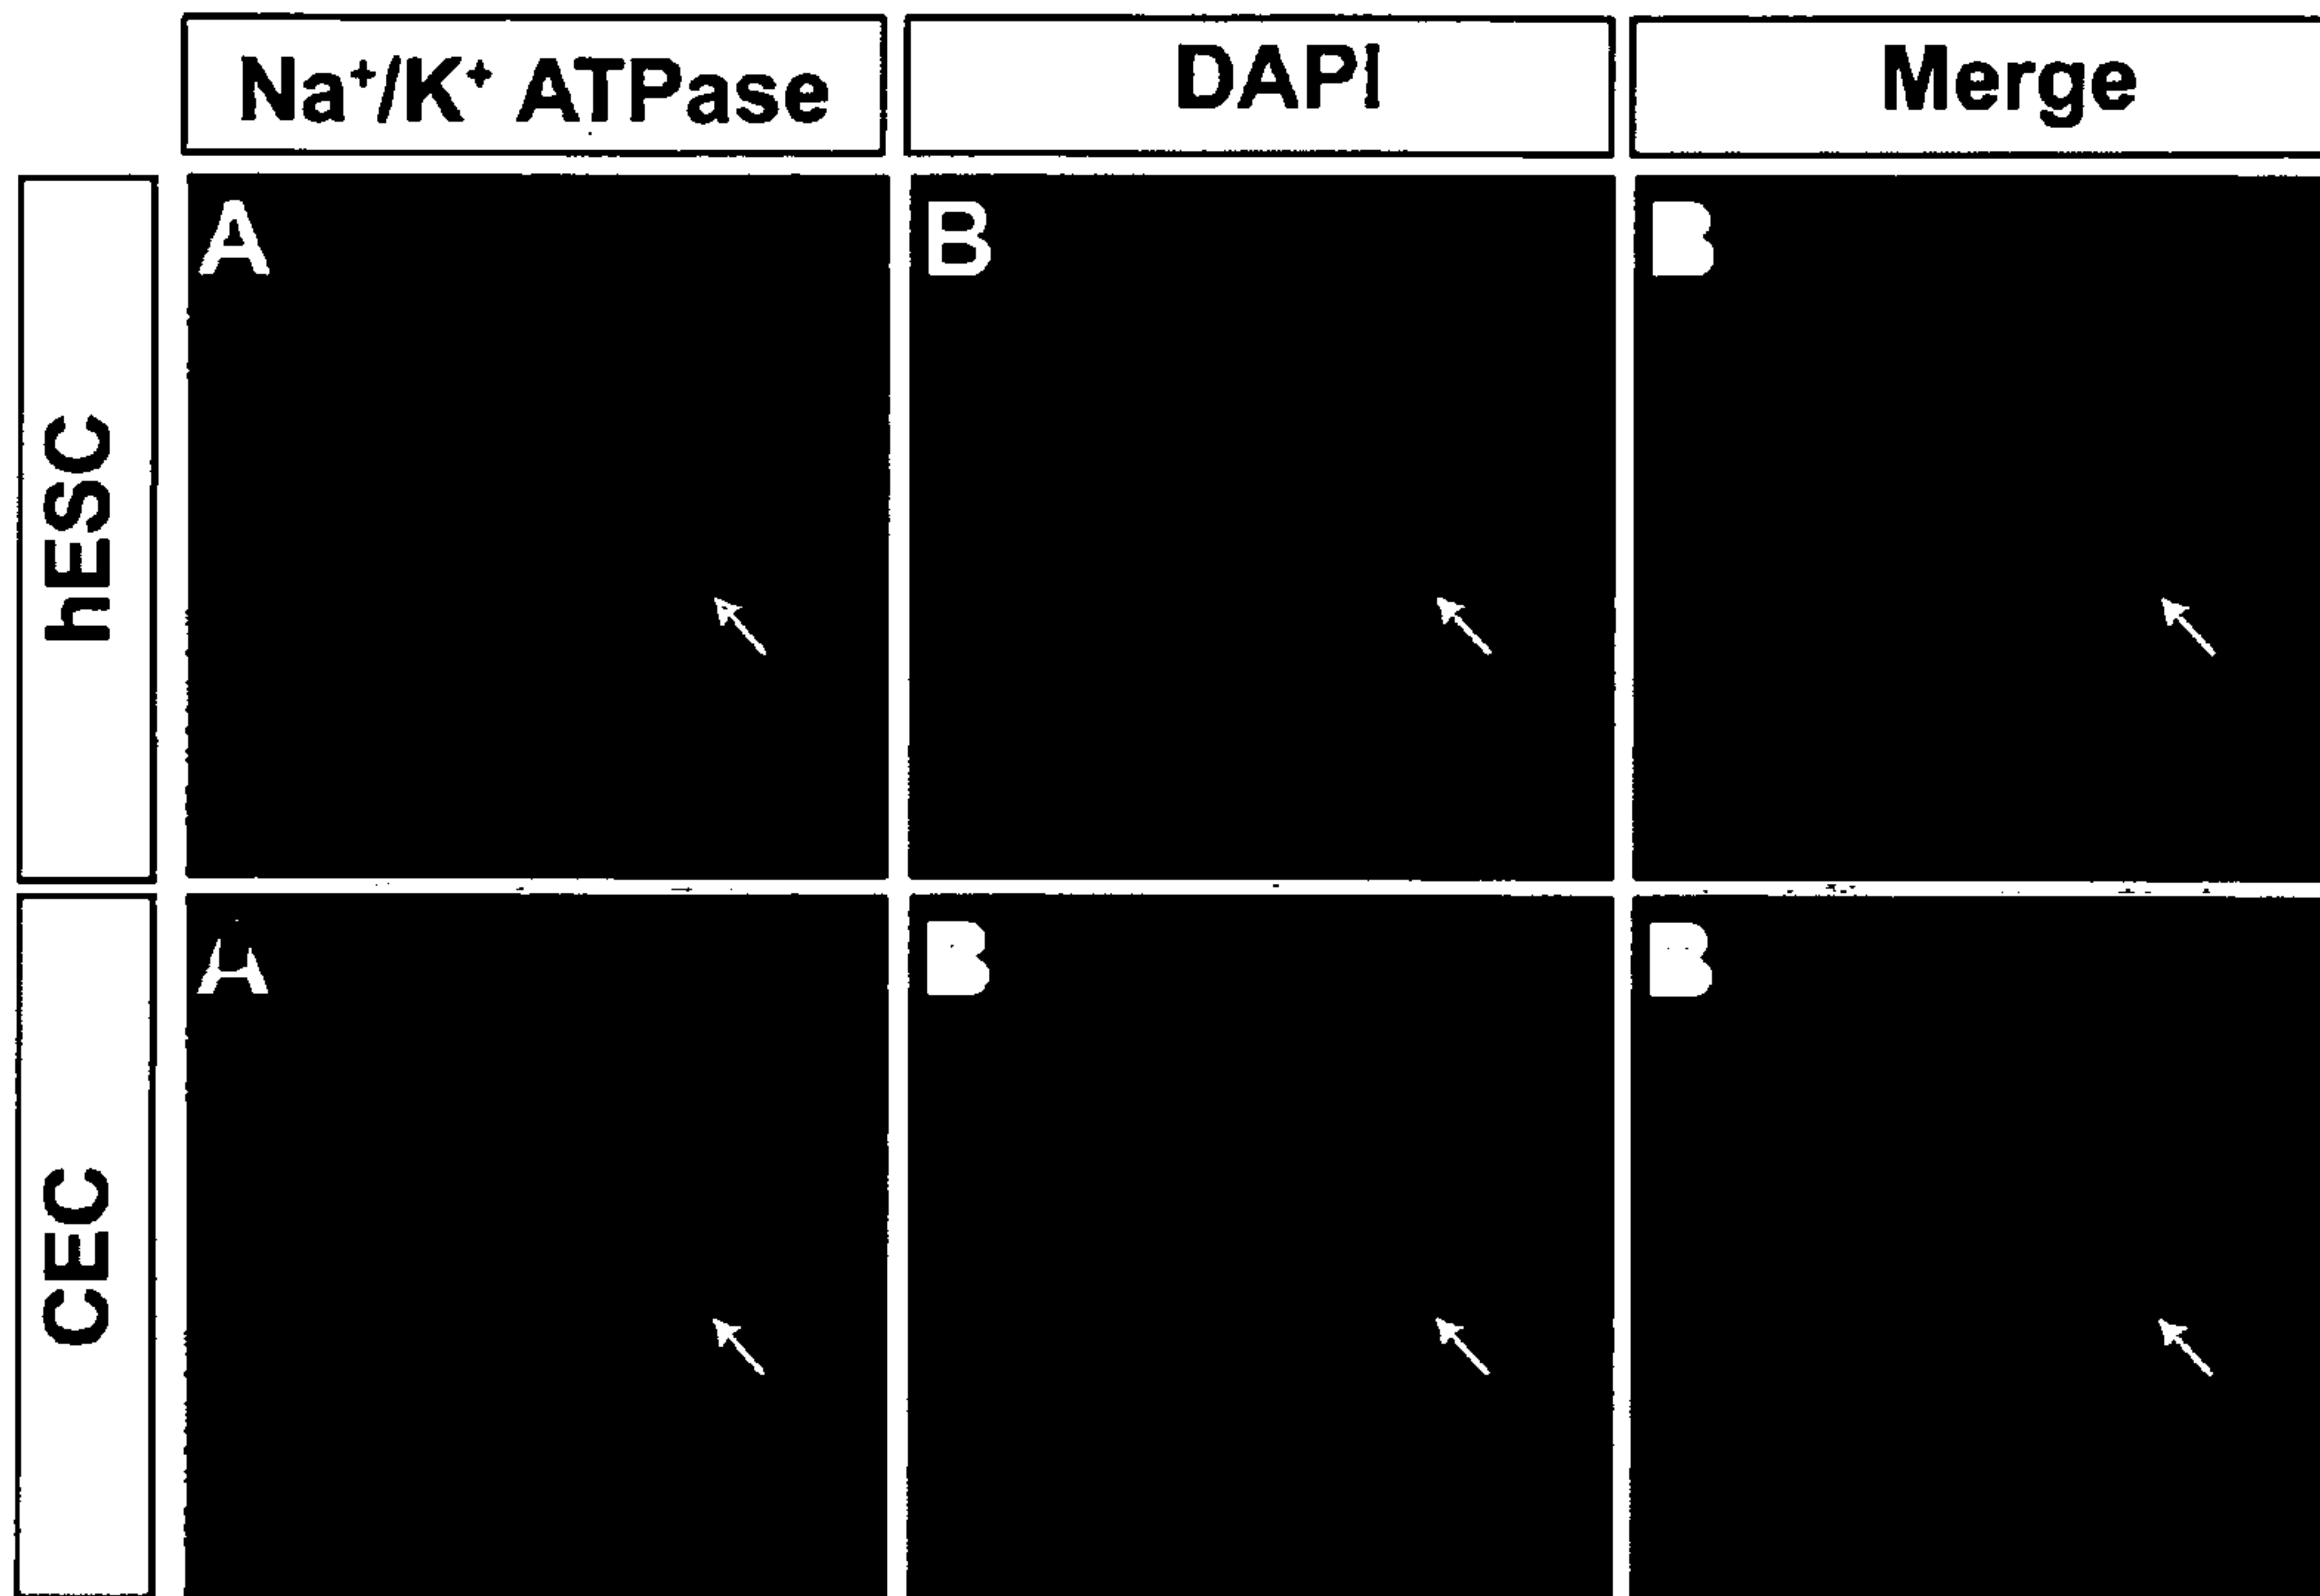 Na⁺/K⁺ ATPase
DAPI
Merge
hESC
A
B
B
CEC
A
B
B